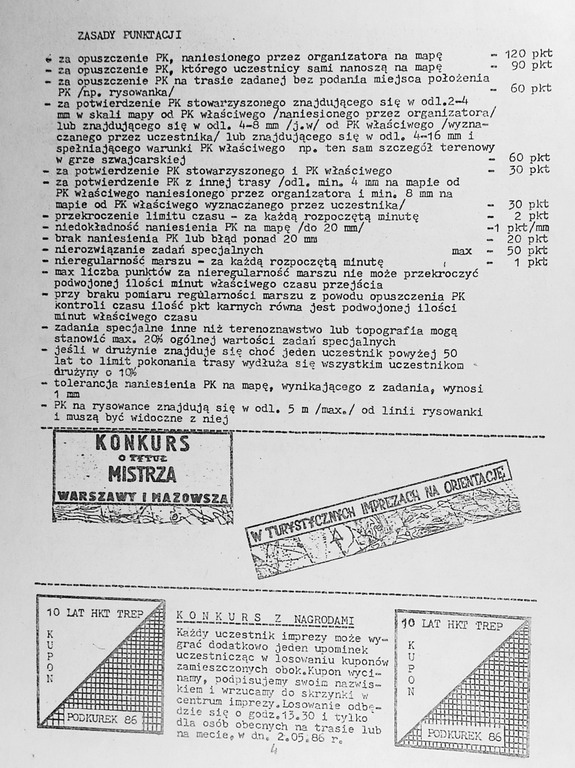 ZASADY PUNKTACJI
- za opuszczenie PK, naniesionego przez organizatora na mapę - 120 pkt
- za opuszczenie PK, którego uczestnicy sami nanoszą na mapę - 90 pkt
- za opuszczenie PK na trasie zadanej bez podania miejsca położenia
PK /np. rysowanka/ - 60 pkt
- za potwierdzenie PK stowarzyszonego znajdującego się w odl.2-4
mm w skali mapy od PK właściwego /naniesionego przez organizatora/
lub znajdującego się w odl. 4-8 mm /j.w/ od PK właściwego /wyzna-
czanego przez uczestnika/ lub znajdującego się w odl. 4-16 mm i
spełniającego warunki PK właściwego np. ten sam szczegół terenowy
w grze szwajcarskiej - 60 pkt
- za potwierdzenie PK stowarzyszonego i PK właściwego - 30 pkt
- za potwierdzenie PK z innej trasy /odl. min. 4 mm na mapie od
PK właściwego naniesionego przez organizatora i min. 8 mm na
mapie od PK właściwego wyznaczanego przez uczestnika/ - 30 pkt
- przekroczenie limitu czasu - za każdą rozpoczętą minutę - 2 pkt
- niedokładność naniesienia PK na mapę /do 20 mm/ -1 pkt/mm
- brak naniesienia PK lub błąd ponad 20 mm - 20 pkt
- nierozwiązanie zadań specjalnych max - 50 pkt
- nieregularność marszu - za każdą rozpoczętą minutę - 1 pkt
- max liczba punktów za nieregularność marszu nie może przekroczyć
podwojonej ilości minut właściwego czasu przejścia
- przy braku pomiaru regularności marszu z powodu opuszczenia PK
kontroli czasu ilość pkt karnych równa jest podwojonej ilości
minut właściwego czasu
- zadania specjalne inne niż terenoznawstwo lub topografia mogą
stanowić max. 20% ogólnej wartości zadań specjalnych
- jeśli w drużynie znajduje się choć jeden uczestnik powyżej 50
lat to limit pokonania trasy wydłuża się wszystkim uczestnikom
drużyny o 10%
- tolerancja naniesienia PK na mapę, wynikającego z zadania, wynosi
1 mm
- PK na rysowance znajdują się w odl. 5 m /max./ od linii rysowanki
i muszą być widoczne z niej
KONKURS
O TYTUŁ
MISTRZA
WARSZAWY I MAZOWSZA
W TURYSTYCZNYCH IMPREZACH NA ORIENTACJĘ
10 LAT HKT TREP
KUPON
PODKUREK 86
KONKURS Z NAGRODAMI
Każdy uczestnik imprezy może wy-
grać dodatkowo jeden upominek
uczestnicząc w losowaniu kuponów
zamieszczonych obok.Kupon wyci-
namy, podpisujemy swoim nazwis-
kiem i wrzucamy do skrzynki w
centrum imprezy.Losowanie odbę-
dzie się o godz.13.30 i tylko
dla osób obecnych na trasie lub
na mecie, w dn. 2.05.86 r.
10 LAT HKT TREP
KUPON
PODKUREK 86
4